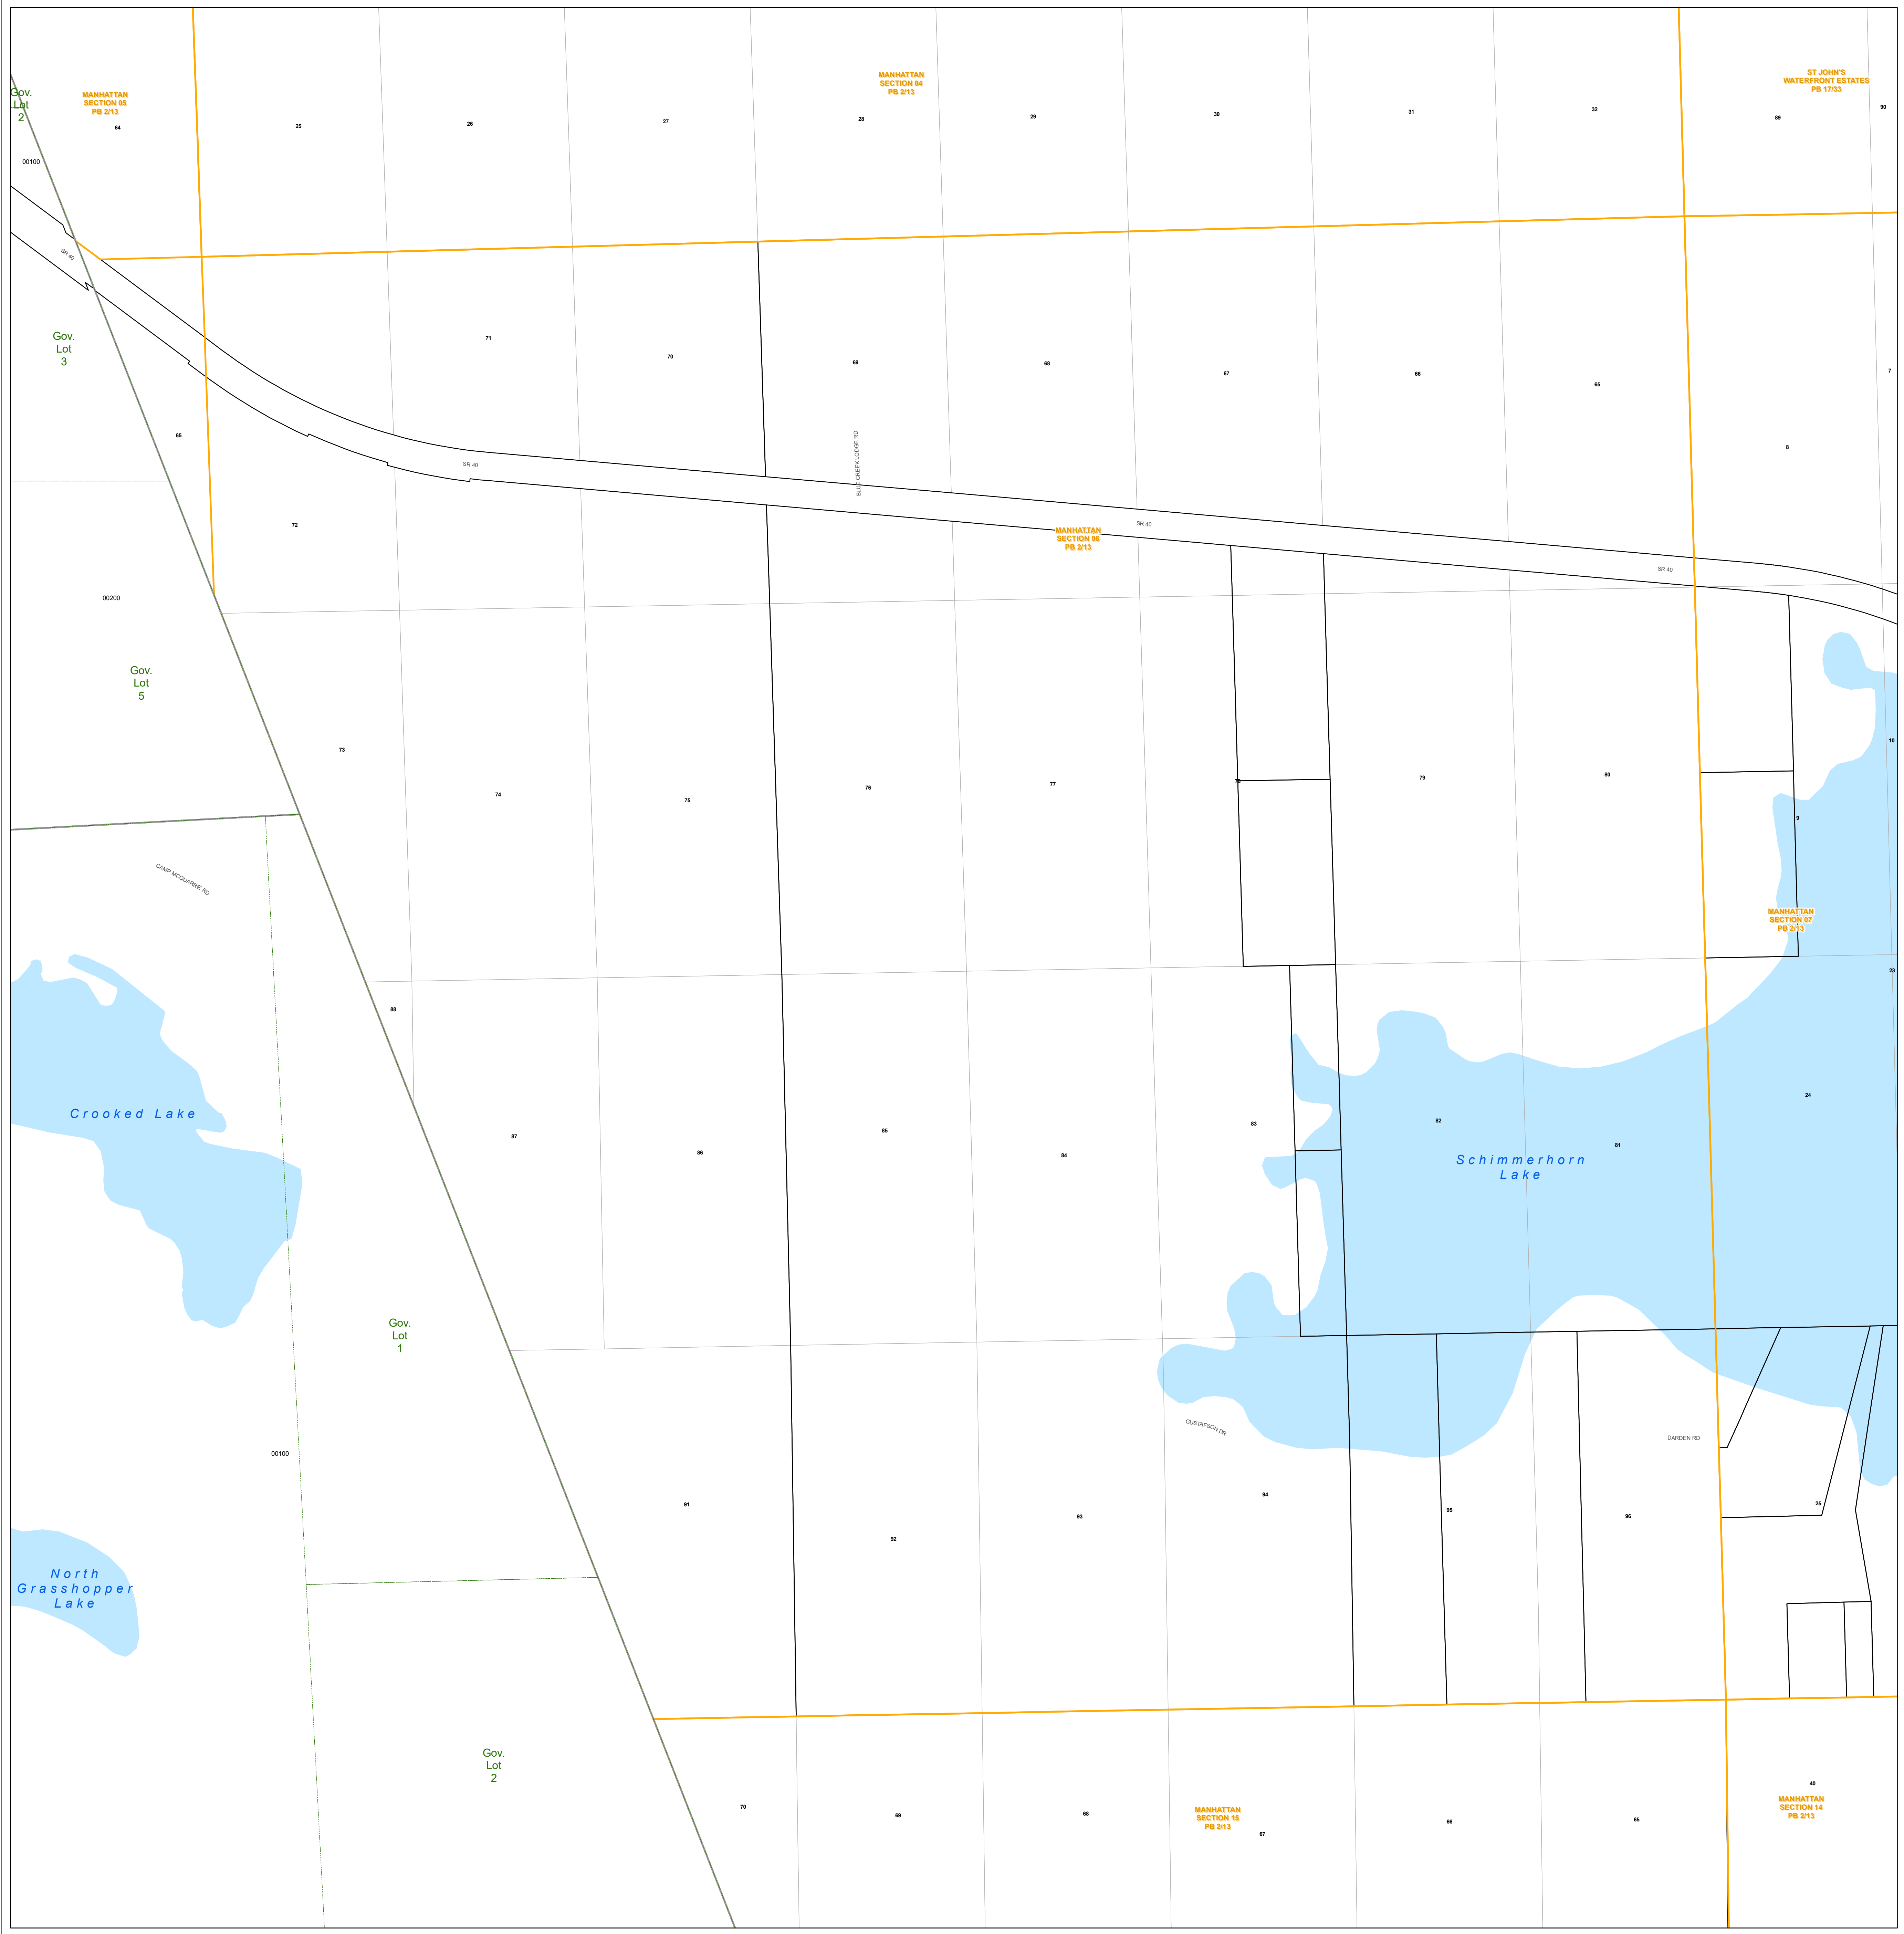 ST JOHN'S
WATERFRONT ESTATES
PB 17/33
MANHATTAN
SECTION 04
PB 2/13
MANHATTAN
SECTION 05
PB 2/13
Gov.
Lot
2
64
25
26
27
28
29
30
31
32
89
90
00100
SR 40
Gov.
Lot
3
71
70
69
68
67
66
65
7
8
65
SR 40
BLUE CREEK LODGE RD
72
MANHATTAN
SECTION 06
PB 2/13
SR 40
SR 40
00200
Gov.
Lot
5
73
74
75
76
77
78
79
80
10
9
CAMP MCQUARRIE RD
MANHATTAN
SECTION 07
PB 2/13
23
88
Crooked Lake
87
86
85
84
83
82
81
24
Schimmerhorn
Lake
Gov.
Lot
1
GUSTAFSON DR
DARDEN RD
00100
91
92
93
94
95
96
25
North
Grasshopper
Lake
Gov.
Lot
2
70
69
68
MANHATTAN
SECTION 15
PB 2/13
67
66
65
40
MANHATTAN
SECTION 14
PB 2/13